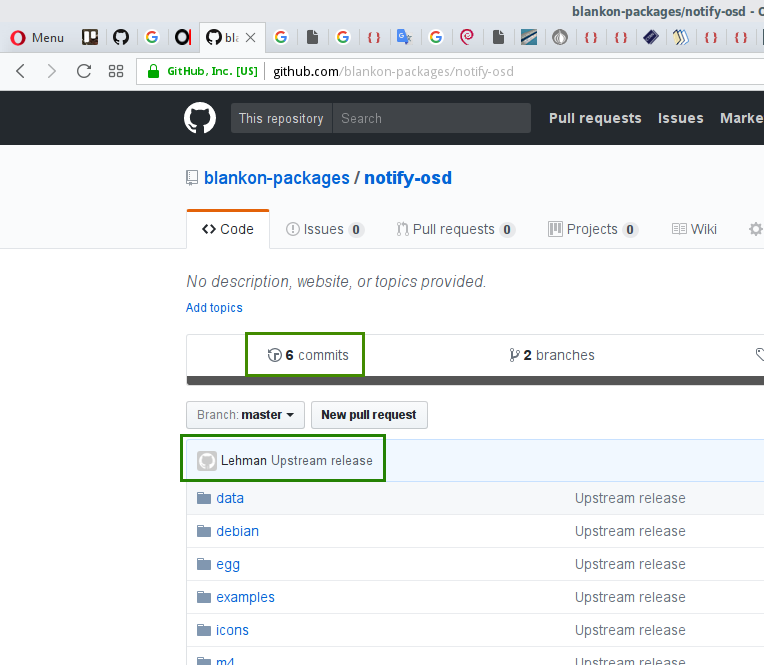 blankon-packages/notify-osd -
Menu
bla
GitHub, Inc. [US] github.com/blankon-packages/notify-osd
This repository Search Pull requests Issues Marke
blankon-packages / notify-osd
Code Issues 0 Pull requests 0 Projects 0 Wiki
No description, website, or topics provided.
Add topics
6 commits 2 branches
Branch: master New pull request
Lehman Upstream release
data Upstream release
debian Upstream release
egg Upstream release
examples Upstream release
icons Upstream release
m4 Upstream release